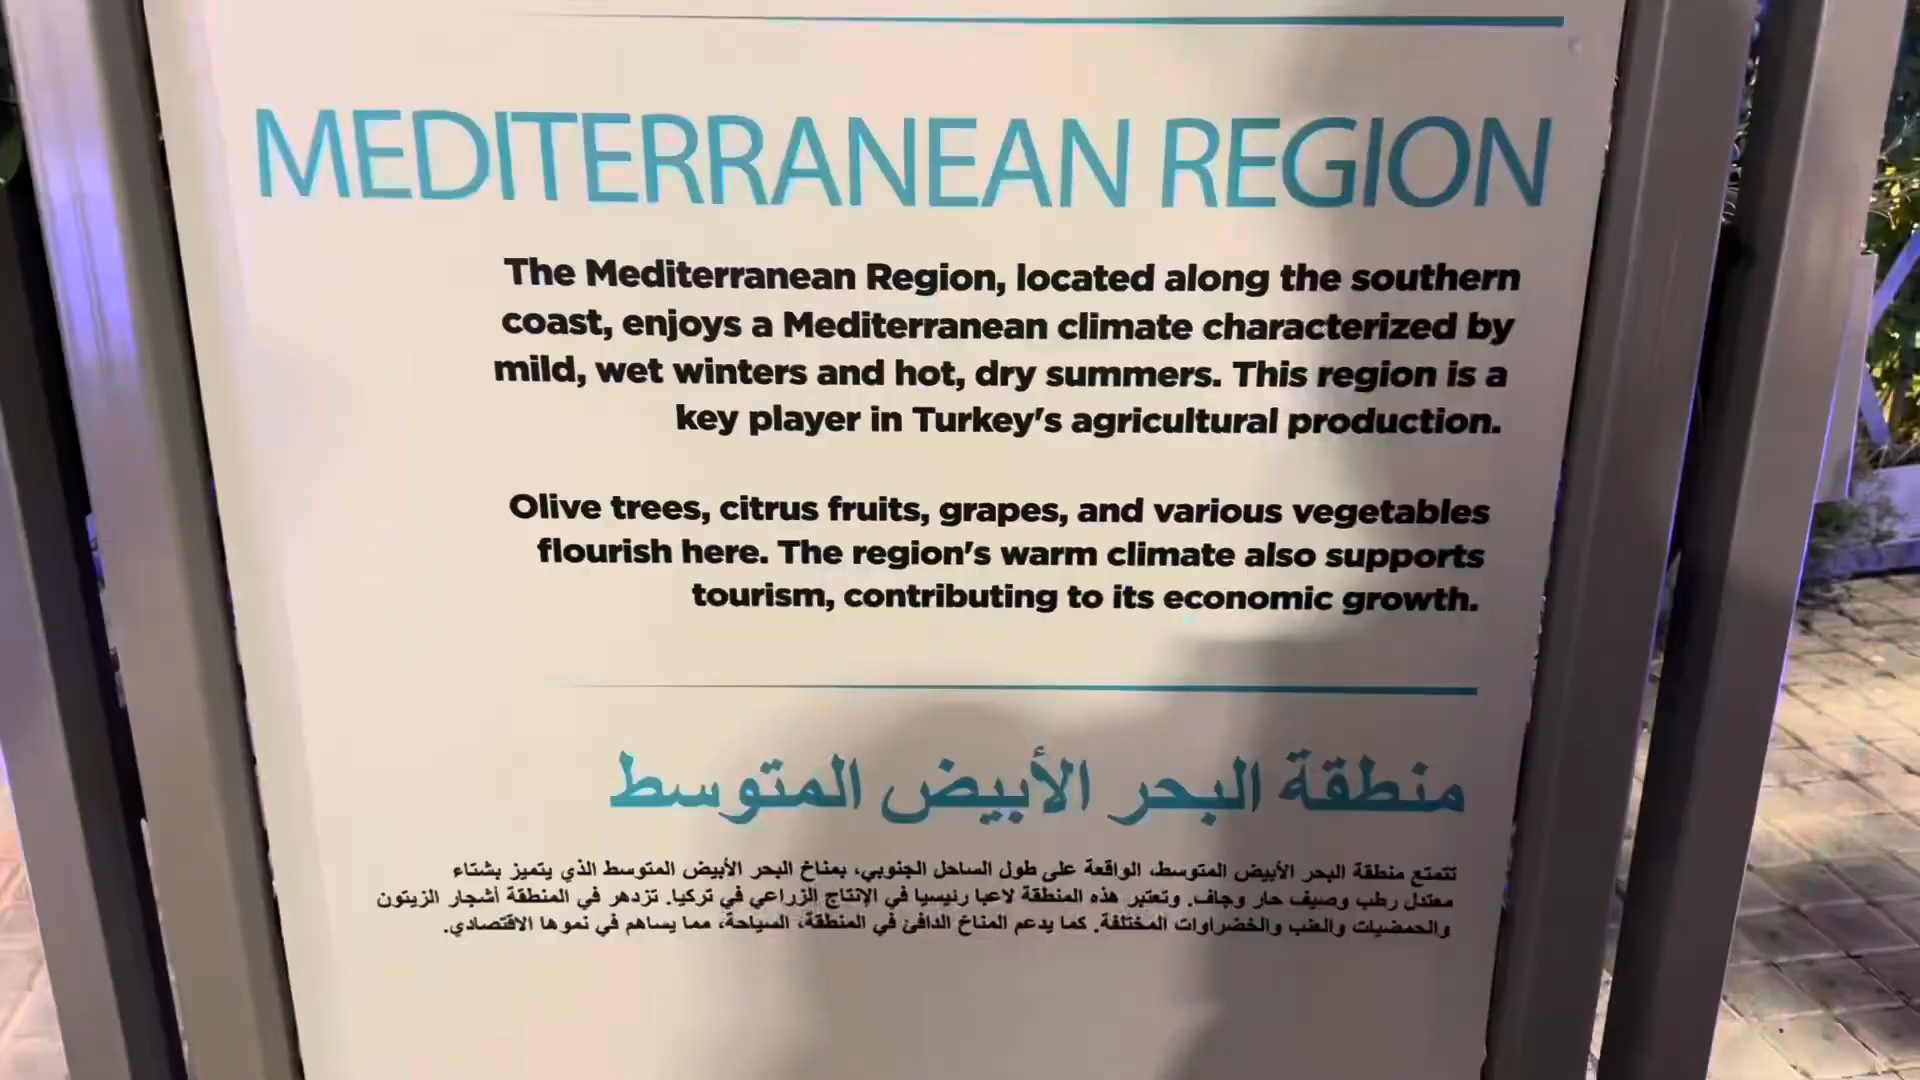 MEDITERRANEAN REGION
The Mediterranean Region, located along the southern
coast, enjoys a Mediterranean climate characterized by
mild, wet winters and hot, dry summers. This region is a
key player in Turkey's agricultural production.
Olive trees, citrus fruits, grapes, and various vegetables
flourish here. The region's warm climate also supports
tourism, contributing to its economic growth.
منطقة البحر الأبيض المتوسط
تتمتع منطقة البحر الأبيض المتوسط، الواقعة على طول الساحل الجنوبي، بمناخ البحر الأبيض المتوسط الذي يتميز بشتاء
معتدل رطب وصيف حار وجاف. وتعتبر هذه المنطقة لاعبا رئيسيا في الإنتاج الزراعي في تركيا. تزدهر في المنطقة أشجار الزيتون
والحمضيات والعنب والخضراوات المختلفة. كما يدعم المناخ الدافئ في المنطقة، السياحة، مما يساهم في نموها الاقتصادي.